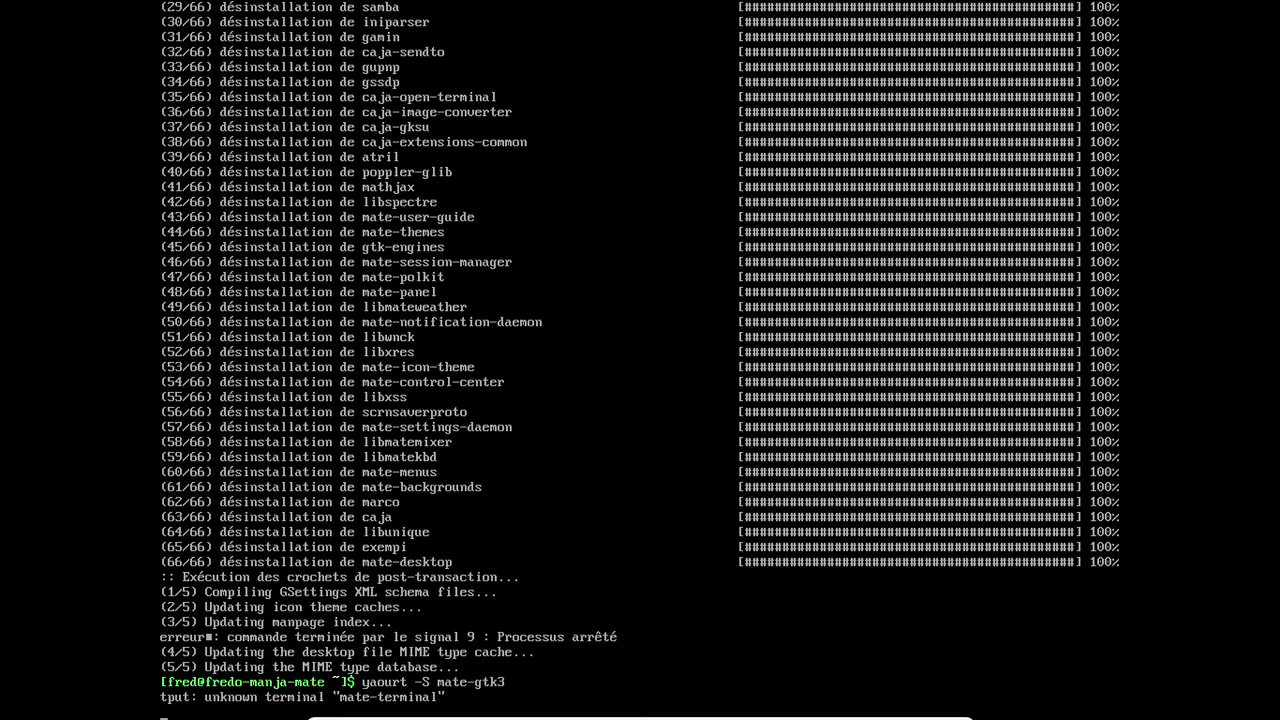 (29/66) désinstallation de samba [############################################] 100%
(30/66) désinstallation de iniparser [############################################] 100%
(31/66) désinstallation de gamin [############################################] 100%
(32/66) désinstallation de caja-sendto [############################################] 100%
(33/66) désinstallation de gupnp [############################################] 100%
(34/66) désinstallation de gssdp [############################################] 100%
(35/66) désinstallation de caja-open-terminal [############################################] 100%
(36/66) désinstallation de caja-image-converter [############################################] 100%
(37/66) désinstallation de caja-gksu [############################################] 100%
(38/66) désinstallation de caja-extensions-common [############################################] 100%
(39/66) désinstallation de atril [############################################] 100%
(40/66) désinstallation de poppler-glib [############################################] 100%
(41/66) désinstallation de mathjax [############################################] 100%
(42/66) désinstallation de libspectre [############################################] 100%
(43/66) désinstallation de mate-user-guide [############################################] 100%
(44/66) désinstallation de mate-themes [############################################] 100%
(45/66) désinstallation de gtk-engines [############################################] 100%
(46/66) désinstallation de mate-session-manager [############################################] 100%
(47/66) désinstallation de mate-polkit [############################################] 100%
(48/66) désinstallation de mate-panel [############################################] 100%
(49/66) désinstallation de libmateweather [############################################] 100%
(50/66) désinstallation de mate-notification-daemon [############################################] 100%
(51/66) désinstallation de libwnck [############################################] 100%
(52/66) désinstallation de libxres [############################################] 100%
(53/66) désinstallation de mate-icon-theme [############################################] 100%
(54/66) désinstallation de mate-control-center [############################################] 100%
(55/66) désinstallation de libxss [############################################] 100%
(56/66) désinstallation de scrnsaverproto [############################################] 100%
(57/66) désinstallation de mate-settings-daemon [############################################] 100%
(58/66) désinstallation de libmatemixer [############################################] 100%
(59/66) désinstallation de libmatekbd [############################################] 100%
(60/66) désinstallation de mate-menus [############################################] 100%
(61/66) désinstallation de mate-backgrounds [############################################] 100%
(62/66) désinstallation de marco [############################################] 100%
(63/66) désinstallation de caja [############################################] 100%
(64/66) désinstallation de libunique [############################################] 100%
(65/66) désinstallation de exempi [############################################] 100%
(66/66) désinstallation de mate-desktop [############################################] 100%
:: Exécution des crochets de post-transaction...
(1/5) Compiling GSettings XML schema files...
(2/5) Updating icon theme caches...
(3/5) Updating manpage index...
erreur■: commande terminée par le signal 9 : Processus arrêté
(4/5) Updating the desktop file MIME type cache...
(5/5) Updating the MIME type database...
[fred@fredo-manja-mate ~]$ yaourt -S mate-gtk3
tput: unknown terminal "mate-terminal"